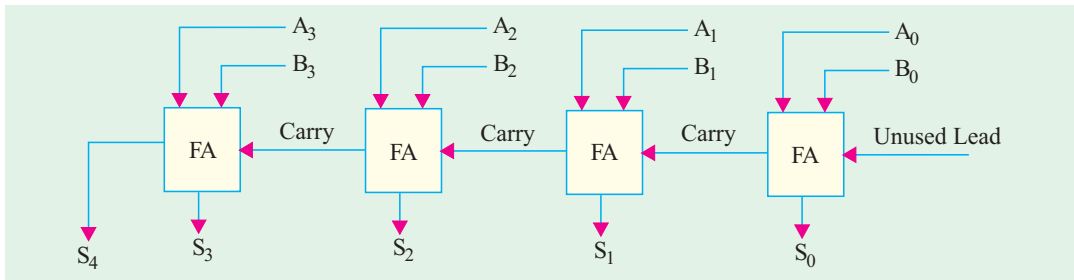 A₃ A₂ A₁ A₀
B₃ B₂ B₁ B₀
Carry Carry Carry Unused Lead
FA FA FA FA
S₄ S₃ S₂ S₁ S₀